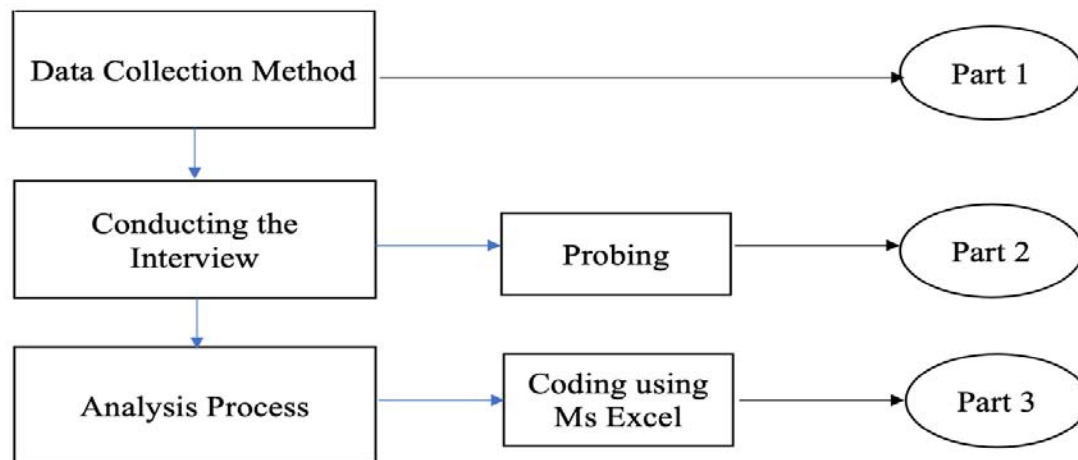 Data Collection Method
Part 1
Conducting the
Interview
Probing
Part 2
Analysis Process
Coding using
Ms Excel
Part 3